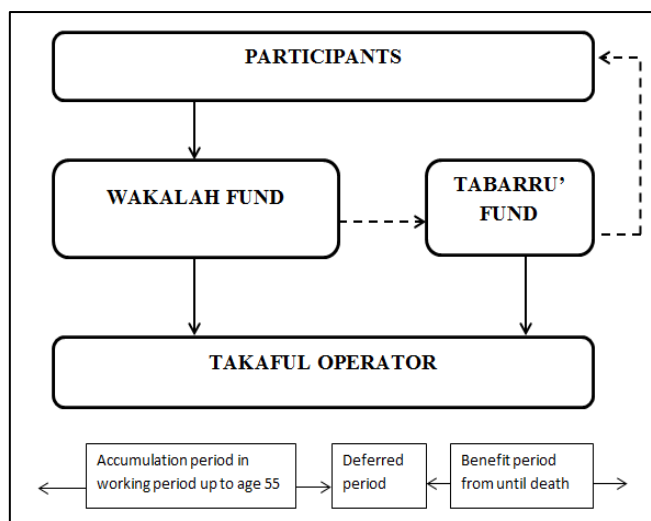 PARTICIPANTS
WAKALAH FUND
TABARRU’
FUND
TAKAFUL OPERATOR
Accumulation period in
working period up to age 55
Deferred
period
Benefit period
from until death